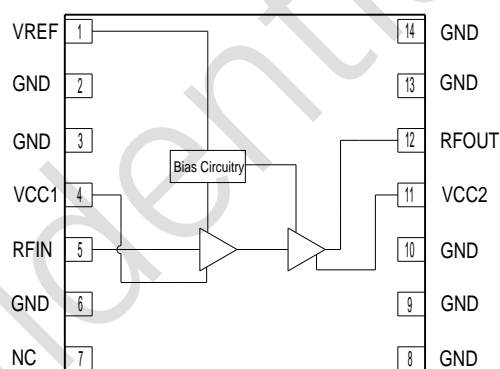 VREF 1 14 GND
GND 2 13 GND
GND 3 12 RFOUT
Bias Circuitry
VCC1 4 11 VCC2
RFIN 5 10 GND
GND 6 9 GND
NC 7 8 GND